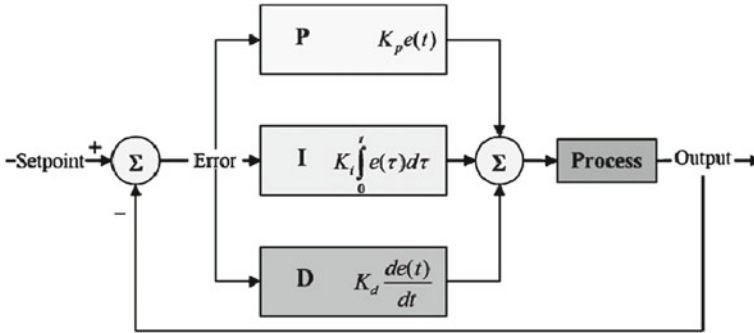 P K_p e(t)
Setpoint + Σ Error I K_i ∫_0^t e(τ)dτ Σ Process Output
−
D K_d de(t)/dt